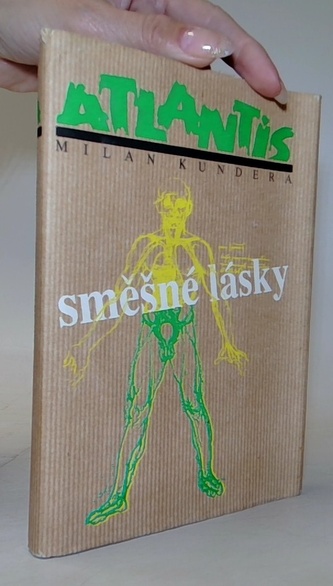 ATLANTIS
MILAN KUNDERA
směšné lásky